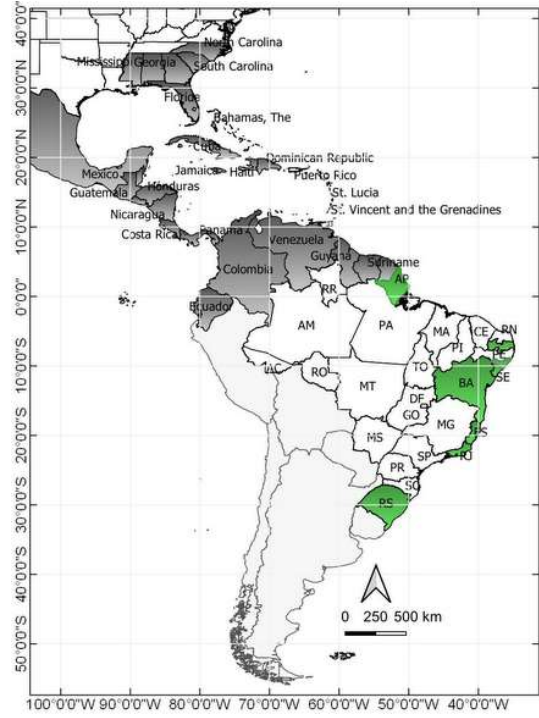 40°0'0"N
30°0'0"N
20°0'0"N
10°0'0"N
0°0'0"
10°0'0"S
20°0'0"S
30°0'0"S
40°0'0"S
50°0'0"S
North Carolina
Mississippi Georgia
South Carolina
Florida
Bahamas, The
Cuba
Dominican Republic
Mexico
Jamaica
Haiti
Puerto Rico
Guatemala
Honduras
St. Lucia
Nicaragua
St. Vincent and the Grenadines
Costa Rica
Panama
Venezuela
Guyana
Suriname
Colombia
AP
RR
Ecuador
AM
PA
MA
CE
RN
PI
PE
AC
RO
TO
SE
MT
BA
DF
GO
MG
ES
MS
SP
RJ
PR
SC
RS
0 250 500 km
100°0'0"W 90°0'0"W 80°0'0"W 70°0'0"W 60°0'0"W 50°0'0"W 40°0'0"W